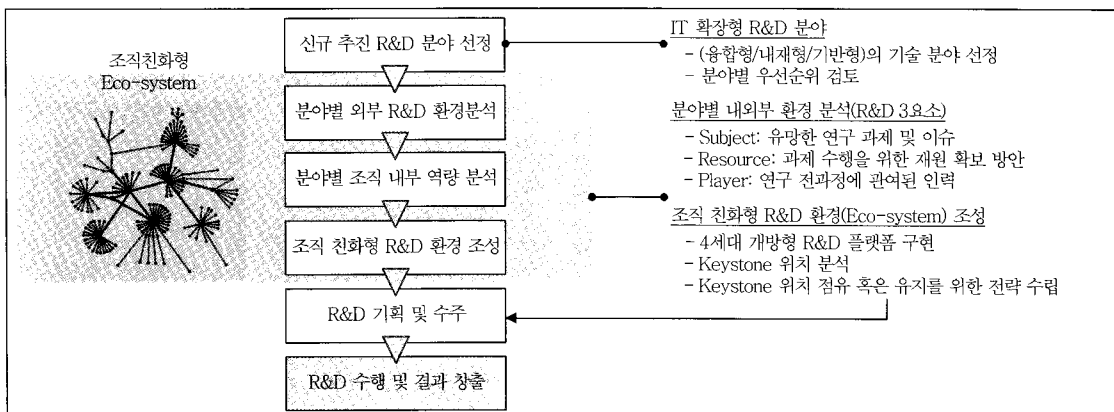 조직친화형
Eco-system
신규 추진 R&D 분야 선정
분야별 외부 R&D 환경분석
분야별 조직 내부 역량 분석
조직 친화형 R&D 환경 조성
R&D 기획 및 수주
R&D 수행 및 결과 창출
IT 확장형 R&D 분야
- (융합형/내재형/기반형)의 기술 분야 선정
- 분야별 우선순위 검토
분야별 내외부 환경 분석(R&D 3요소)
- Subject: 유망한 연구 과제 및 이슈
- Resource: 과제 수행을 위한 재원 확보 방안
- Player: 연구 전과정에 관여된 인력
조직 친화형 R&D 환경(Eco-system) 조성
- 4세대 개방형 R&D 플랫폼 구현
- Keystone 위치 분석
- Keystone 위치 점유 혹은 유지를 위한 전략 수립